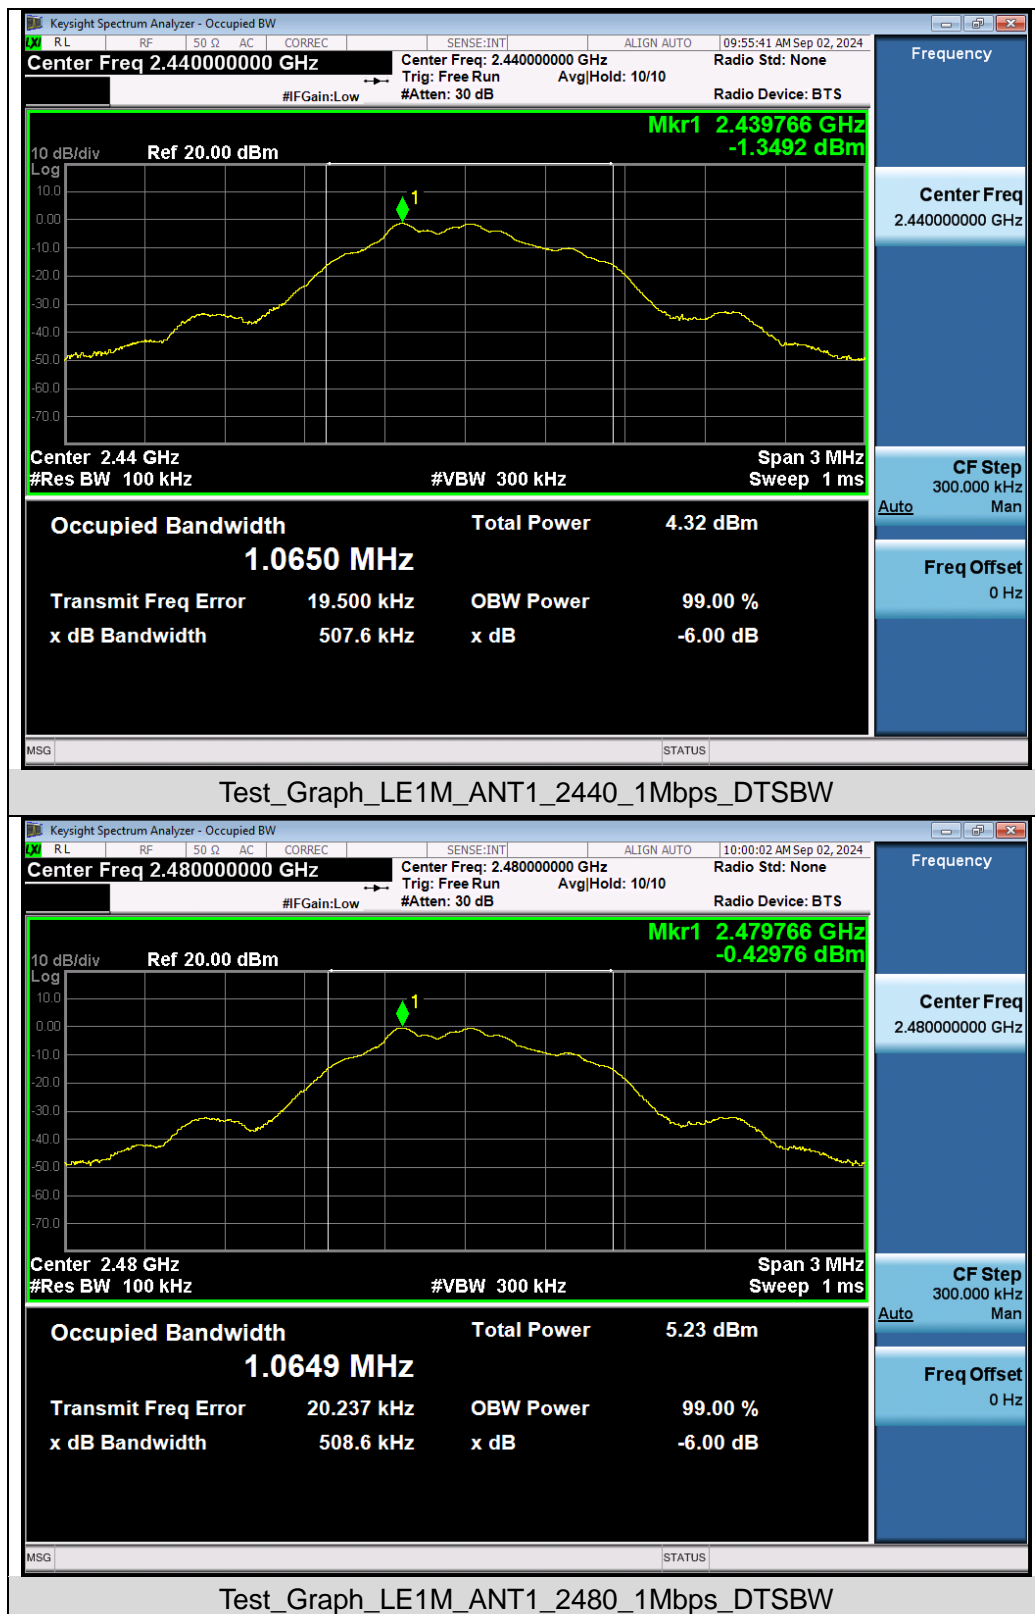 Keysight Spectrum Analyzer - Occupied BW
LXI RL RF 50 Ω AC CORREC SENSE:INT ALIGN AUTO 09:55:41 AM Sep 02, 2024
Center Freq 2.440000000 GHz Center Freq: 2.440000000 GHz Radio Std: None
Trig: Free Run Avg|Hold: 10/10
#IFGain:Low #Atten: 30 dB Radio Device: BTS
Frequency
Mkr1 2.439766 GHz
-1.3492 dBm
10 dB/div Ref 20.00 dBm
Log
10.0
1
0.00
-10.0
-20.0
-30.0
-40.0
-50.0
-60.0
-70.0
Center 2.44 GHz Span 3 MHz
#Res BW 100 kHz #VBW 300 kHz Sweep 1 ms
Center Freq
2.440000000 GHz
CF Step
300.000 kHz
Auto Man
Freq Offset
0 Hz
Occupied Bandwidth Total Power 4.32 dBm
1.0650 MHz
Transmit Freq Error 19.500 kHz OBW Power 99.00 %
x dB Bandwidth 507.6 kHz x dB -6.00 dB
MSG STATUS
Test_Graph_LE1M_ANT1_2440_1Mbps_DTSBW
Keysight Spectrum Analyzer - Occupied BW
LXI RL RF 50 Ω AC CORREC SENSE:INT ALIGN AUTO 10:00:02 AM Sep 02, 2024
Center Freq 2.480000000 GHz Center Freq: 2.480000000 GHz Radio Std: None
Trig: Free Run Avg|Hold: 10/10
#IFGain:Low #Atten: 30 dB Radio Device: BTS
Frequency
Mkr1 2.479766 GHz
-0.42976 dBm
10 dB/div Ref 20.00 dBm
Log
10.0
1
0.00
-10.0
-20.0
-30.0
-40.0
-50.0
-60.0
-70.0
Center 2.48 GHz Span 3 MHz
#Res BW 100 kHz #VBW 300 kHz Sweep 1 ms
Center Freq
2.480000000 GHz
CF Step
300.000 kHz
Auto Man
Freq Offset
0 Hz
Occupied Bandwidth Total Power 5.23 dBm
1.0649 MHz
Transmit Freq Error 20.237 kHz OBW Power 99.00 %
x dB Bandwidth 508.6 kHz x dB -6.00 dB
MSG STATUS
Test_Graph_LE1M_ANT1_2480_1Mbps_DTSBW